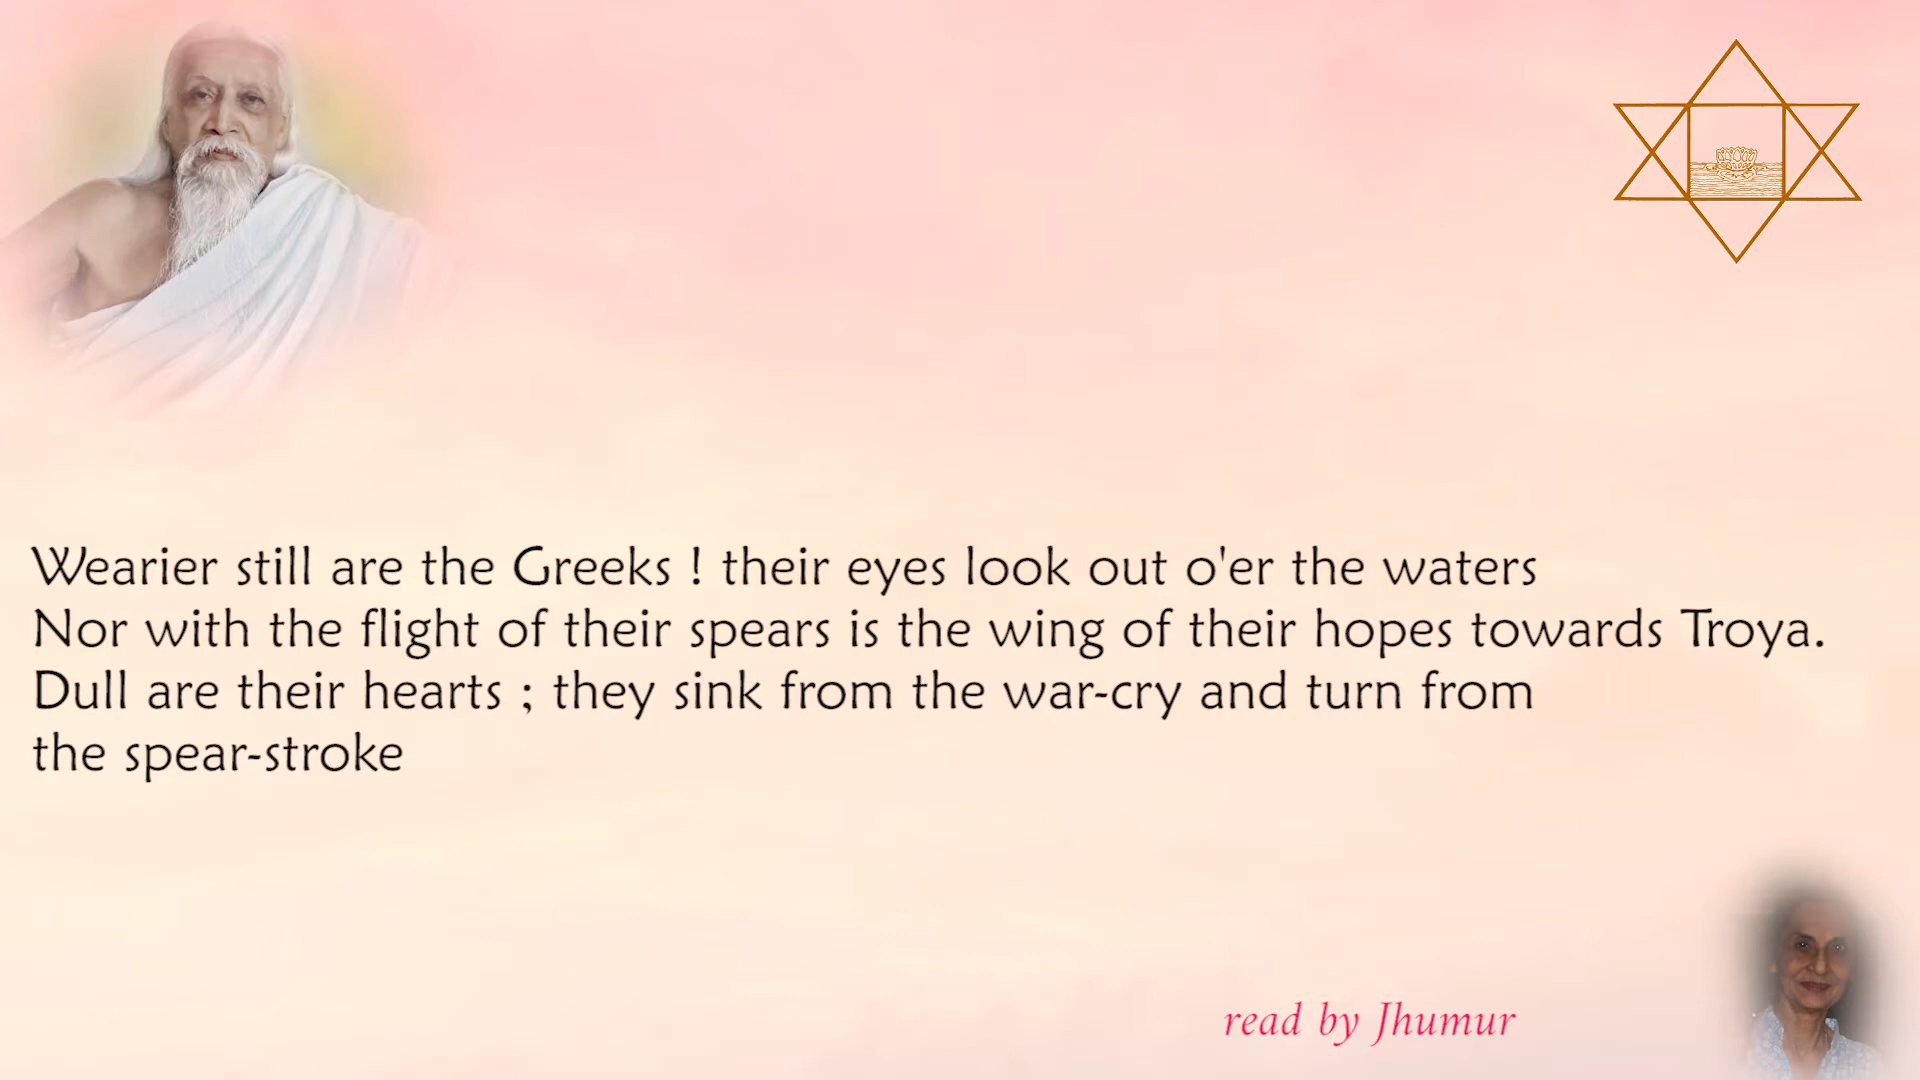 Wearier still are the Greeks ! their eyes look out o'er the waters
Nor with the flight of their spears is the wing of their hopes towards Troya.
Dull are their hearts ; they sink from the war-cry and turn from
the spear-stroke
read by Jhumur